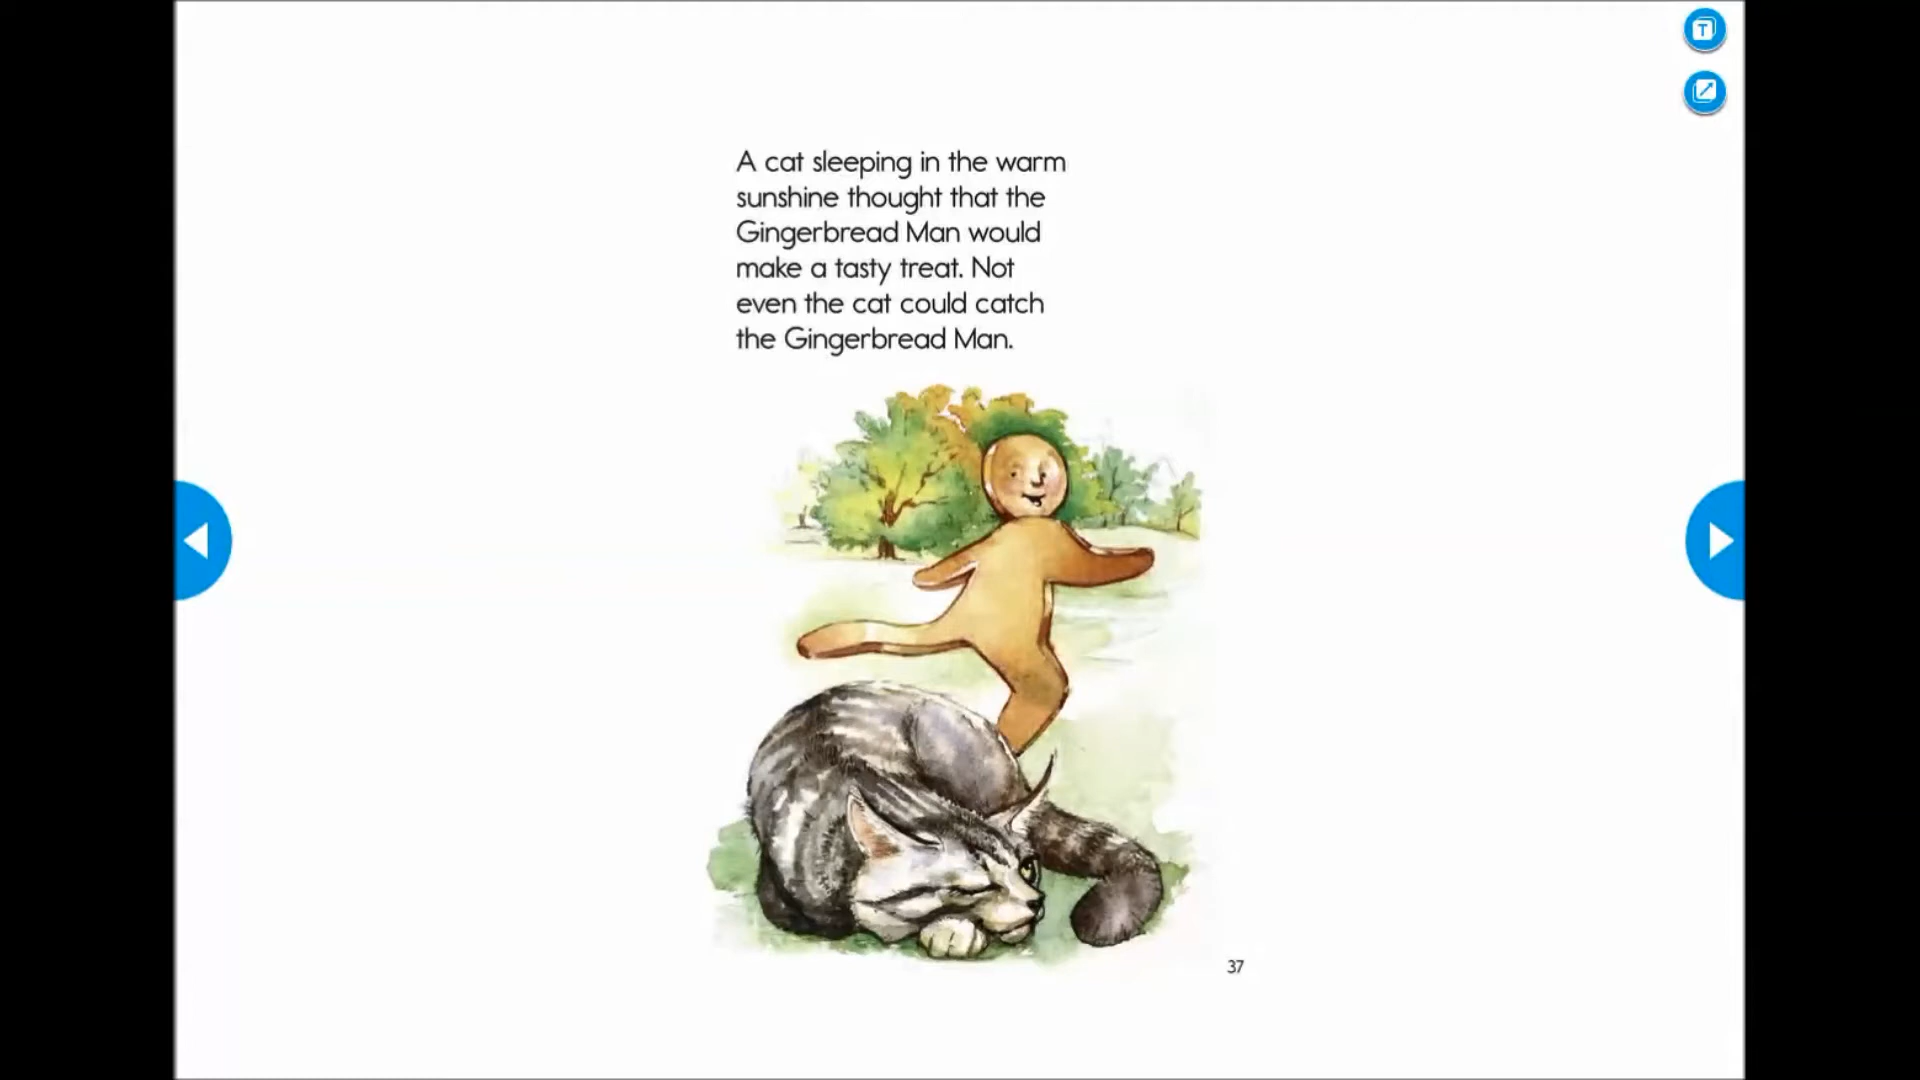 A cat sleeping in the warm
sunshine thought that the
Gingerbread Man would
make a tasty treat. Not
even the cat could catch
the Gingerbread Man.
37
T